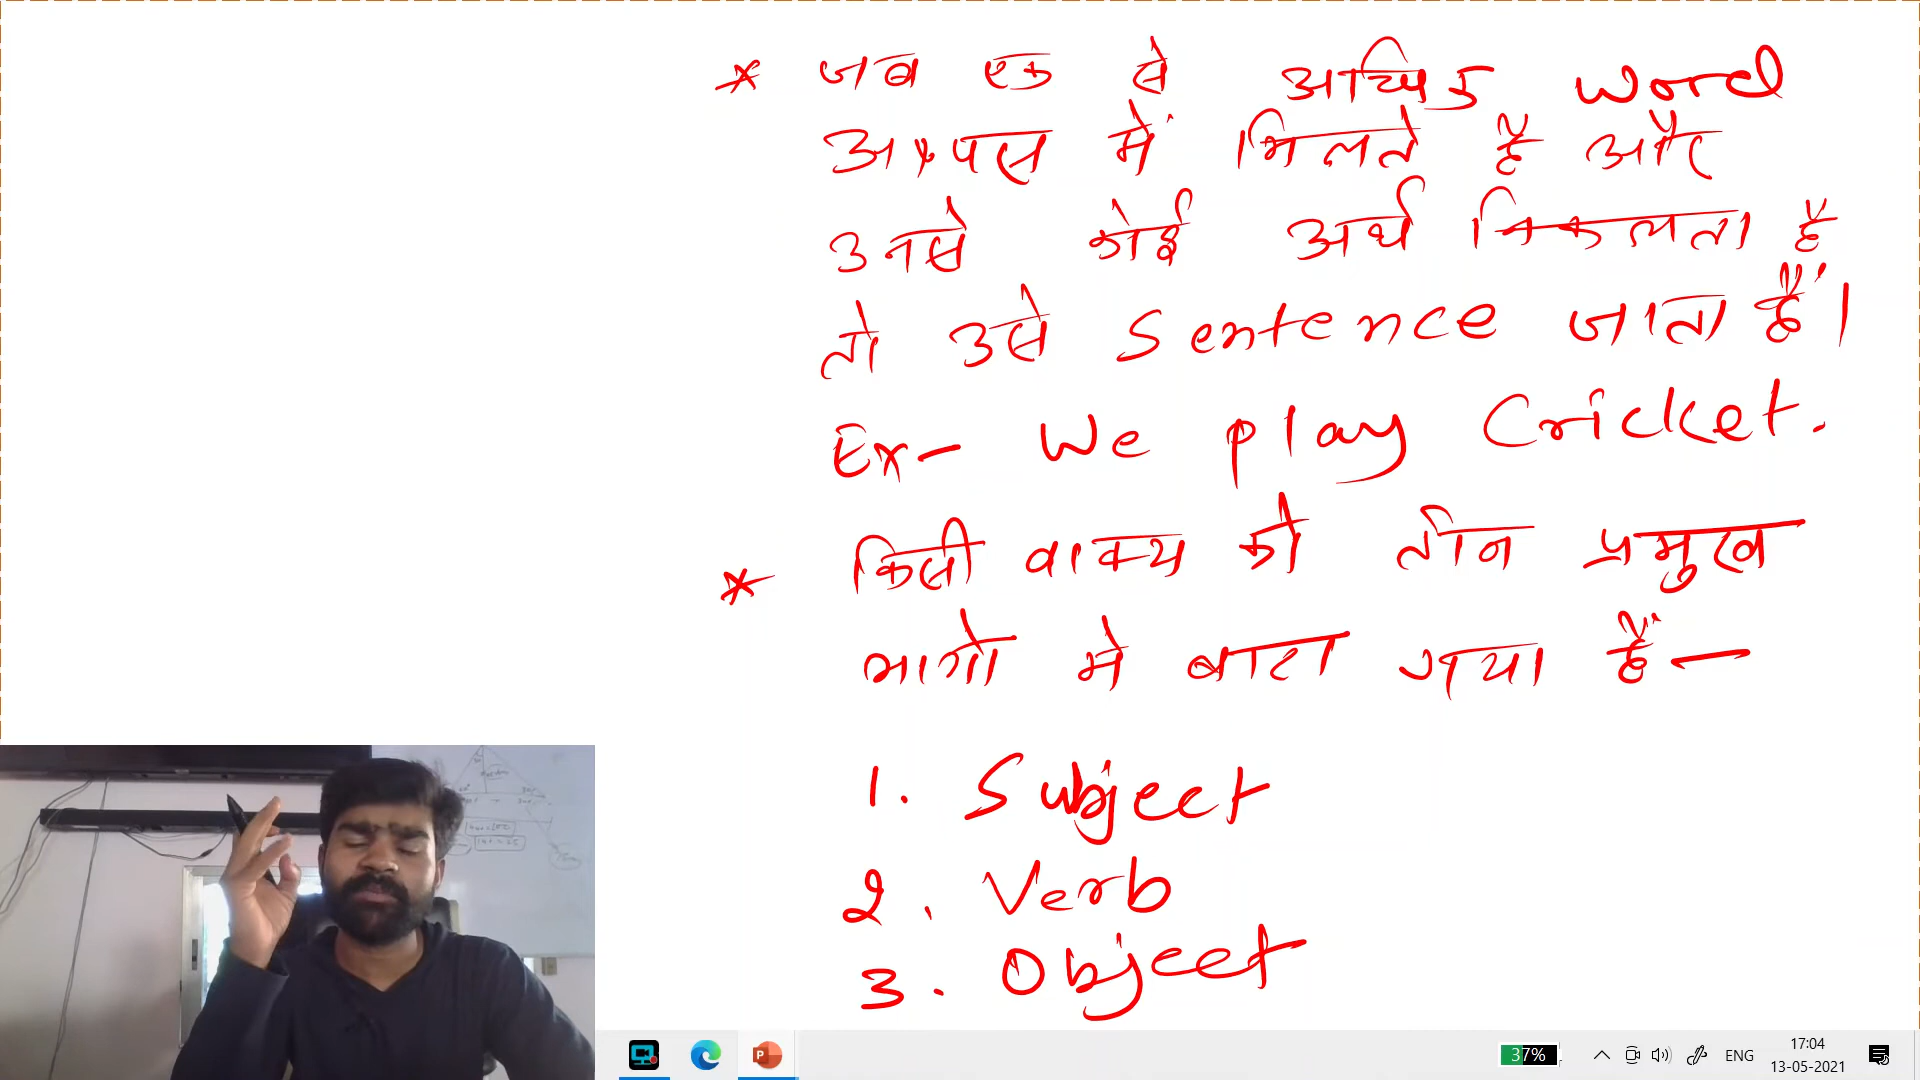 * जब एक से अधिक Word
आपस में मिलते है और
उनसे कोई अर्थ निकलता है
तो उसे Sentence जाता हैं।
Ex- We play Cricket.
* किसी वाक्य को तीन प्रमुख
भागो मे बाटा गया हैं-
1. Subject
2. Verb
3. Object
37%
ENG
17:04
13-05-2021